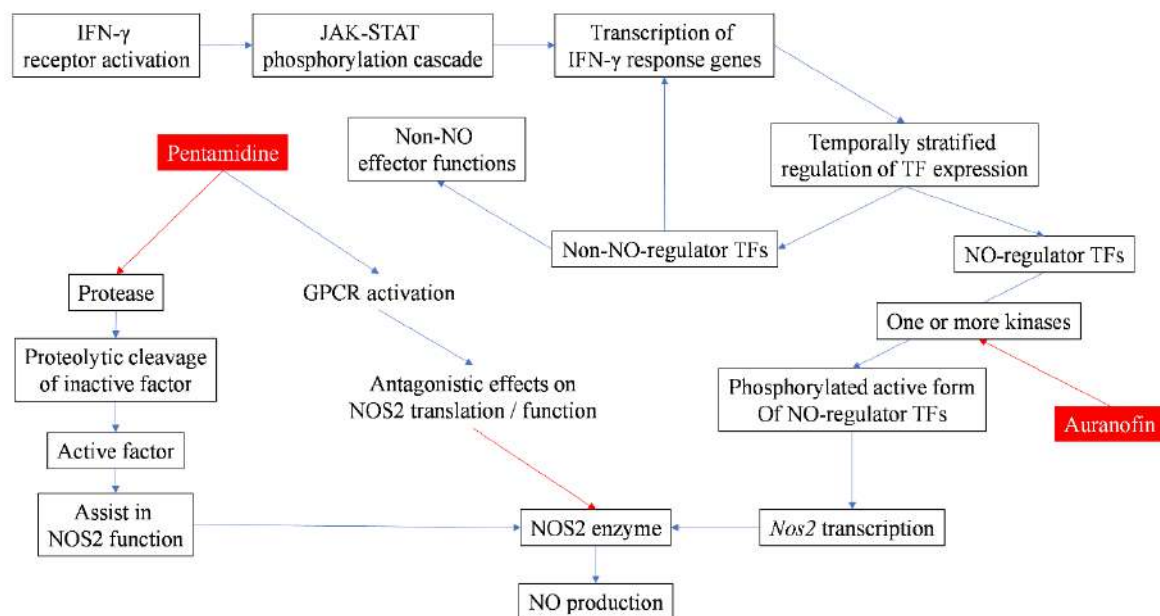 IFN-γ
receptor activation
JAK-STAT
phosphorylation cascade
Transcription of
IFN-γ response genes
Pentamidine
Non-NO
effector functions
Temporally stratified
regulation of TF expression
Non-NO-regulator TFs
NO-regulator TFs
Protease
GPCR activation
One or more kinases
Proteolytic cleavage
of inactive factor
Antagonistic effects on
NOS2 translation / function
Phosphorylated active form
Of NO-regulator TFs
Auranofin
Active factor
Assist in
NOS2 function
NOS2 enzyme
Nos2 transcription
NO production